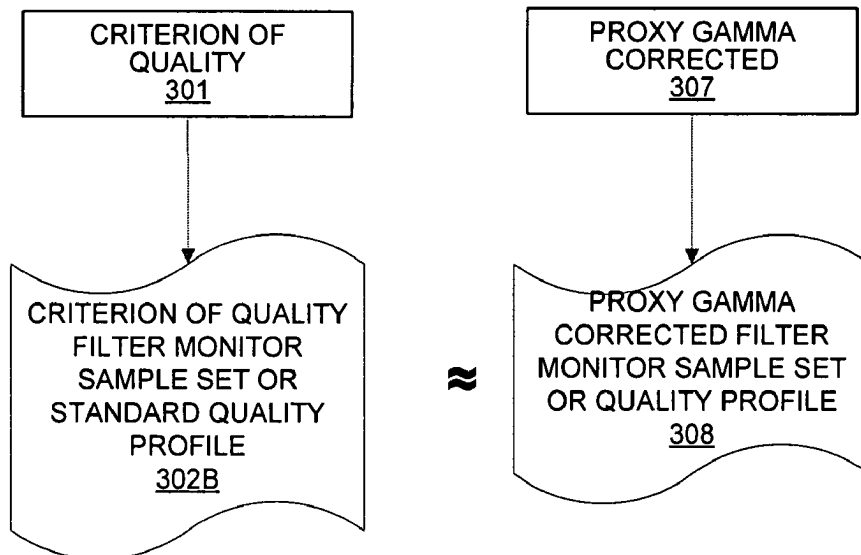 CRITERION OF
QUALITY
301
PROXY GAMMA
CORRECTED
307
CRITERION OF QUALITY
FILTER MONITOR
SAMPLE SET OR
STANDARD QUALITY
PROFILE
302B
≈
PROXY GAMMA
CORRECTED FILTER
MONITOR SAMPLE SET
OR QUALITY PROFILE
308